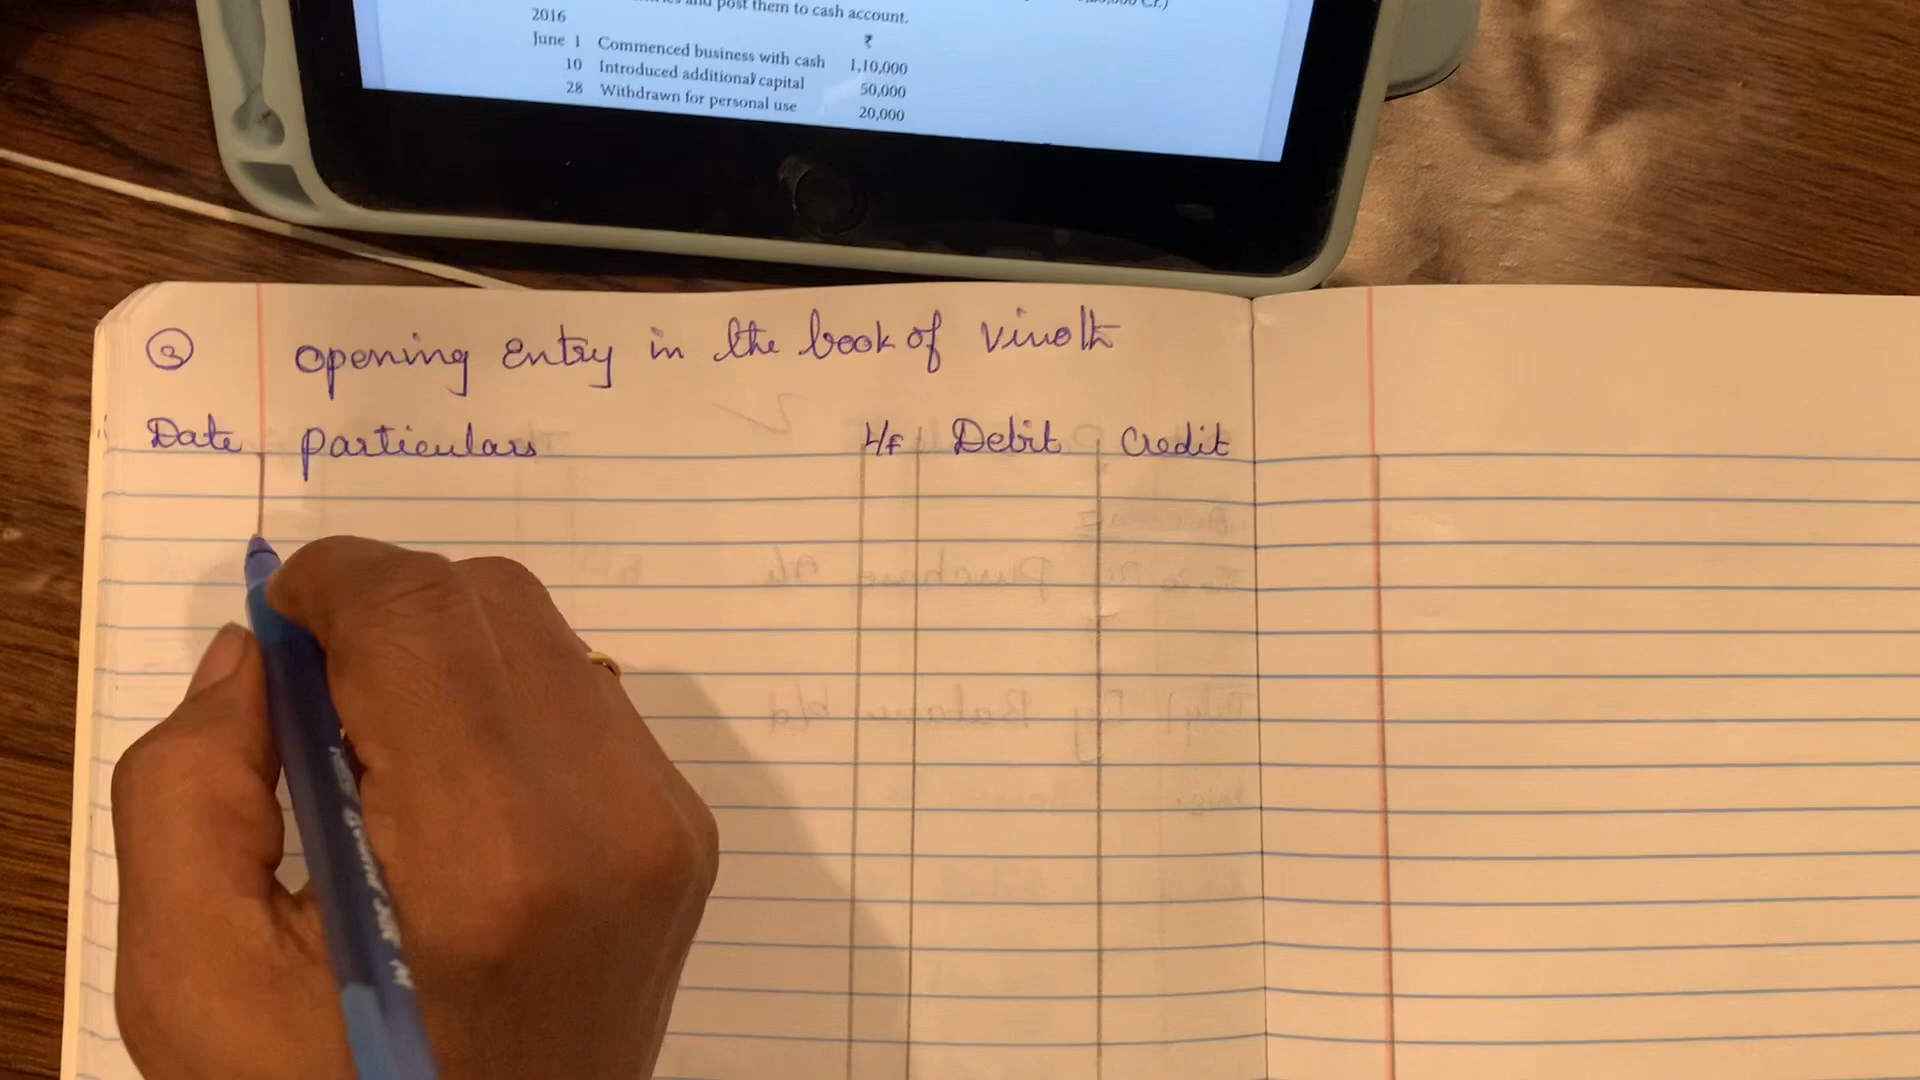 post them to cash account.
2016 ₹
June 1 Commenced business with cash 1,10,000
10 Introduced additional capital 50,000
28 Withdrawn for personal use 20,000
3 opening entry in the book of vinoth
Date particulars L/F Debit Credit